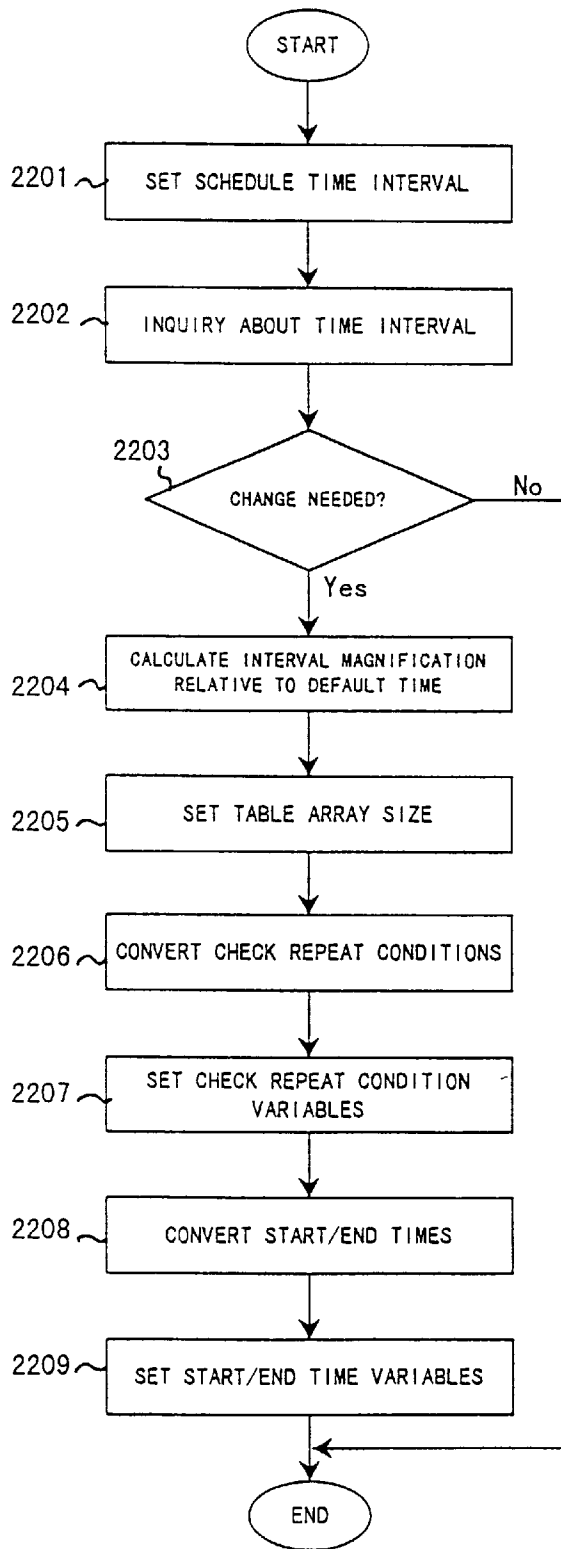 START
2201
SET SCHEDULE TIME INTERVAL
2202
INQUIRY ABOUT TIME INTERVAL
2203
CHANGE NEEDED?
No
Yes
2204
CALCULATE INTERVAL MAGNIFICATION
RELATIVE TO DEFAULT TIME
2205
SET TABLE ARRAY SIZE
2206
CONVERT CHECK REPEAT CONDITIONS
2207
SET CHECK REPEAT CONDITION
VARIABLES
2208
CONVERT START/END TIMES
2209
SET START/END TIME VARIABLES
END